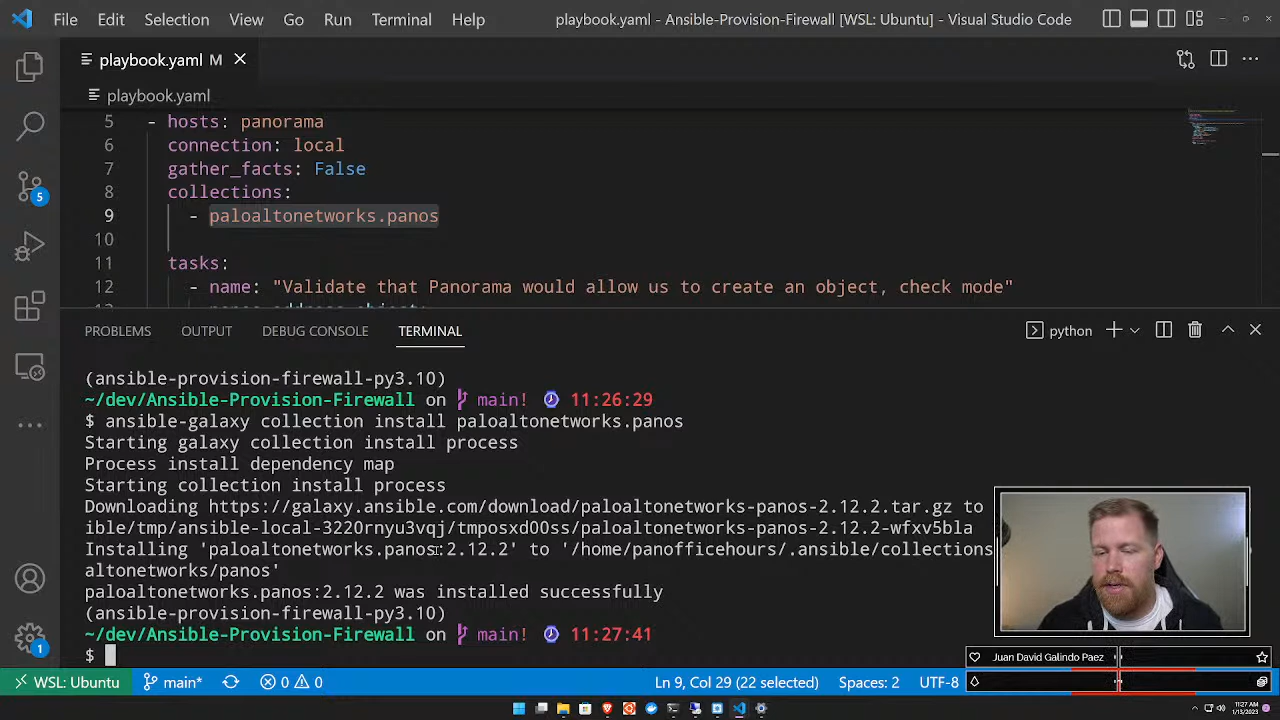 File Edit Selection View Go Run Terminal Help playbook.yaml - Ansible-Provision-Firewall [WSL: Ubuntu] - Visual Studio Code
playbook.yaml M
playbook.yaml
5 - hosts: panorama
6 connection: local
7 gather_facts: False
8 collections:
9 - paloaltonetworks.panos
10
11 tasks:
12 - name: "Validate that Panorama would allow us to create an object, check mode"
PROBLEMS OUTPUT DEBUG CONSOLE TERMINAL python
(ansible-provision-firewall-py3.10)
~/dev/Ansible-Provision-Firewall on main! 11:26:29
$ ansible-galaxy collection install paloaltonetworks.panos
Starting galaxy collection install process
Process install dependency map
Starting collection install process
Downloading https://galaxy.ansible.com/download/paloaltonetworks-panos-2.12.2.tar.gz to
ible/tmp/ansible-local-3220rnyu3vqj/tmposxd00ss/paloaltonetworks-panos-2.12.2-wfxv5bla
Installing 'paloaltonetworks.panos:2.12.2' to '/home/panofficehours/.ansible/collections
altonetworks/panos'
paloaltonetworks.panos:2.12.2 was installed successfully
(ansible-provision-firewall-py3.10)
~/dev/Ansible-Provision-Firewall on main! 11:27:41
$
Juan David Galindo Paez
5
1
WSL: Ubuntu main* 0 0 Ln 9, Col 29 (22 selected) Spaces: 2 UTF-8
11:27 AM
1/13/2023